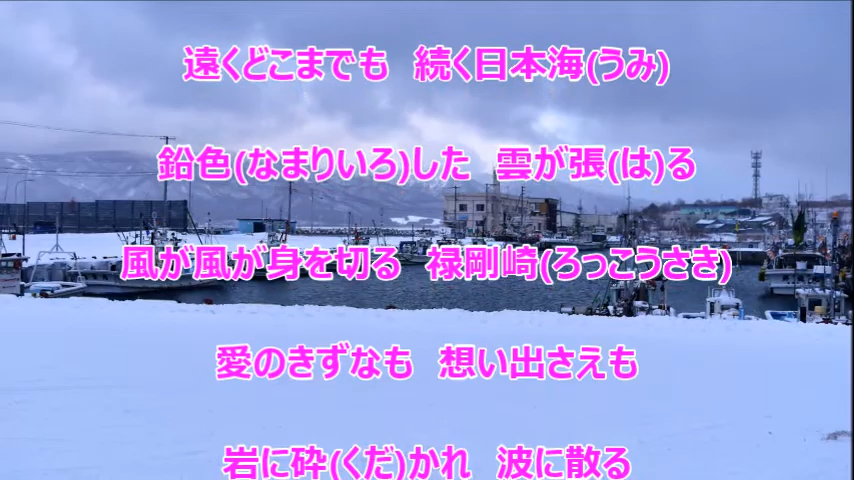 遠くどこまでも　続く日本海(うみ)
鉛色(なまりいろ)した　雲が張(は)る
風が風が身を切る　禄剛崎(ろっこうさき)
愛のきずなも　想い出さえも
岩に砕(くだ)かれ　波に散る